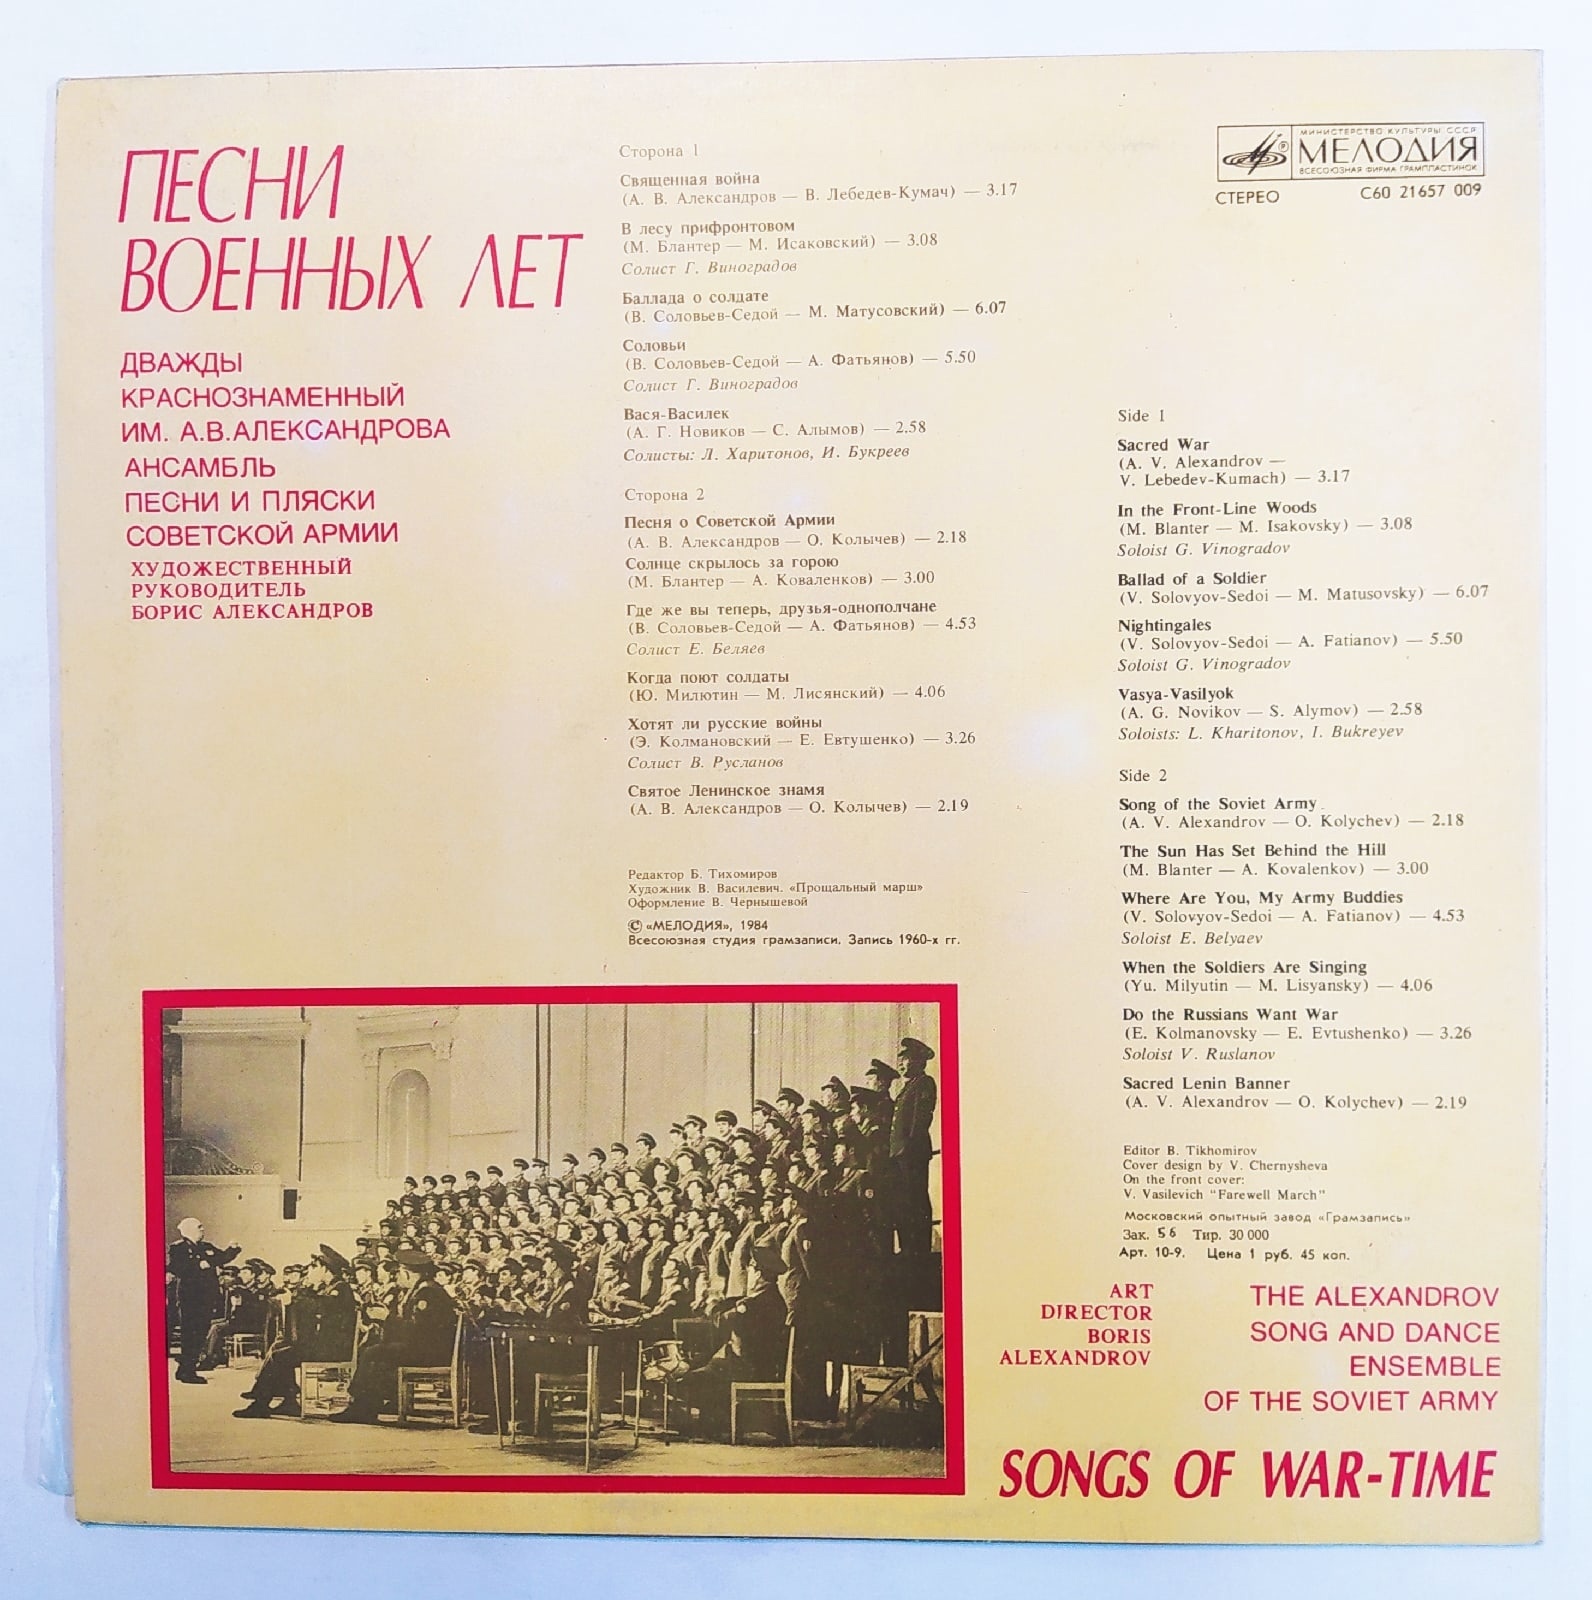 ПЕСНИ
ВОЕННЫХ ЛЕТ
ДВАЖДЫ
КРАСНОЗНАМЕННЫЙ
ИМ. А.В.АЛЕКСАНДРОВА
АНСАМБЛЬ
ПЕСНИ И ПЛЯСКИ
СОВЕТСКОЙ АРМИИ
ХУДОЖЕСТВЕННЫЙ
РУКОВОДИТЕЛЬ
БОРИС АЛЕКСАНДРОВ
Сторона 1
Священная война
(А. В. Александров — В. Лебедев-Кумач) — 3.17
В лесу прифронтовом
(М. Блантер — М. Исаковский) — 3.08
Солист Г. Виноградов
Баллада о солдате
(В. Соловьев-Седой — М. Матусовский) — 6.07
Соловьи
(В. Соловьев-Седой — А. Фатьянов) — 5.50
Солист Г. Виноградов
Вася-Василек
(А. Г. Новиков — С. Алымов) — 2.58
Солисты: Л. Харитонов, И. Букреев
Сторона 2
Песня о Советской Армии
(А. В. Александров — О. Колычев) — 2.18
Солнце скрылось за горою
(М. Блантер — А. Коваленков) — 3.00
Где же вы теперь, друзья-однополчане
(В. Соловьев-Седой — А. Фатьянов) — 4.53
Солист Е. Беляев
Когда поют солдаты
(Ю. Милютин — М. Лисянский) — 4.06
Хотят ли русские войны
(Э. Колмановский — Е. Евтушенко) — 3.26
Солист В. Русланов
Святое Ленинское знамя
(А. В. Александров — О. Колычев) — 2.19
Редактор Б. Тихомиров
Художник В. Василевич. «Прощальный марш»
Оформление В. Чернышевой
© «МЕЛОДИЯ», 1984
Всесоюзная студия грамзаписи. Запись 1960-х гг.
МИНИСТЕРСТВО КУЛЬТУРЫ СССР
МЕЛОДИЯ
ВСЕСОЮЗНАЯ ФИРМА ГРАМПЛАСТИНОК
СТЕРЕО С60 21657 009
Side 1
Sacred War
(A. V. Alexandrov —
V. Lebedev-Kumach) — 3.17
In the Front-Line Woods
(M. Blanter — M. Isakovsky) — 3.08
Soloist G. Vinogradov
Ballad of a Soldier
(V. Solovyov-Sedoi — M. Matusovsky) — 6.07
Nightingales
(V. Solovyov-Sedoi — A. Fatianov) — 5.50
Soloist G. Vinogradov
Vasya-Vasilyok
(A. G. Novikov — S. Alymov) — 2.58
Soloists: L. Kharitonov, I. Bukreyev
Side 2
Song of the Soviet Army
(A. V. Alexandrov — O. Kolychev) — 2.18
The Sun Has Set Behind the Hill
(M. Blanter — A. Kovalenkov) — 3.00
Where Are You, My Army Buddies
(V. Solovyov-Sedoi — A. Fatianov) — 4.53
Soloist E. Belyaev
When the Soldiers Are Singing
(Yu. Milyutin — M. Lisyansky) — 4.06
Do the Russians Want War
(E. Kolmanovsky — E. Evtushenko) — 3.26
Soloist V. Ruslanov
Sacred Lenin Banner
(A. V. Alexandrov — O. Kolychev) — 2.19
Editor B. Tikhomirov
Cover design by V. Chernysheva
On the front cover:
V. Vasilevich "Farewell March"
Московский опытный завод «Грамзапись»
Зак. 56 Тир. 30 000
Арт. 10-9. Цена 1 руб. 45 коп.
ART
DIRECTOR
BORIS
ALEXANDROV
THE ALEXANDROV
SONG AND DANCE
ENSEMBLE
OF THE SOVIET ARMY
SONGS OF WAR-TIME